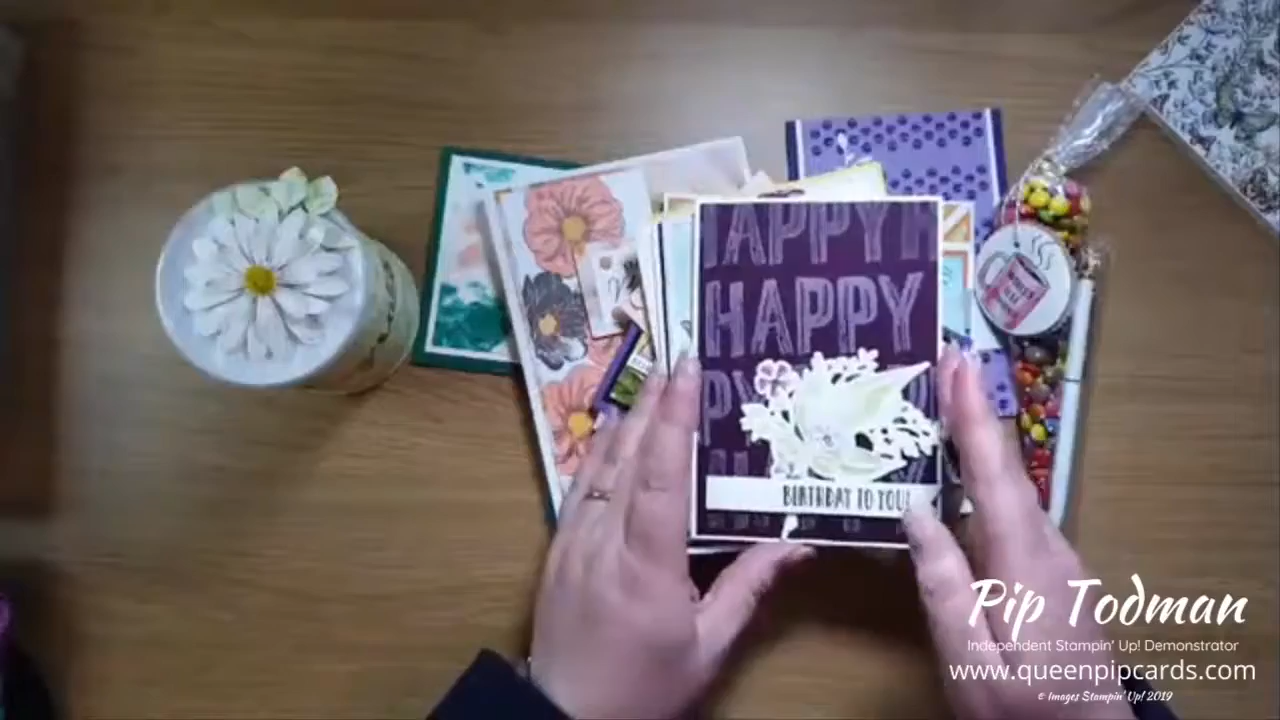 HAPPY H
HAPPY
BIRTHDAY TO YOU!
Pip Todman
Independent Stampin' Up! Demonstrator
www.queenpipcards.com
© Images Stampin' Up! 2019